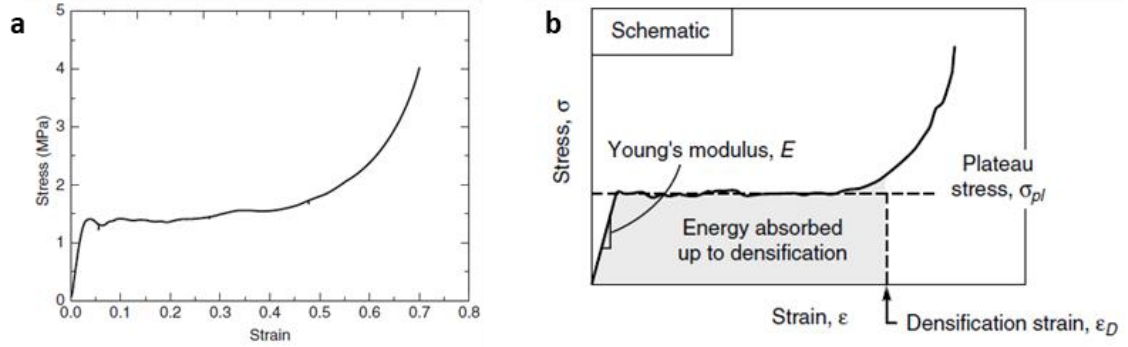 a
5
4
3
2
1
0
Stress (MPa)
0.0 0.1 0.2 0.3 0.4 0.5 0.6 0.7 0.8
Strain
b
Schematic
Stress, σ
Young's modulus, E
Plateau
stress, σpl
Energy absorbed
up to densification
Strain, ε
Densification strain, εD